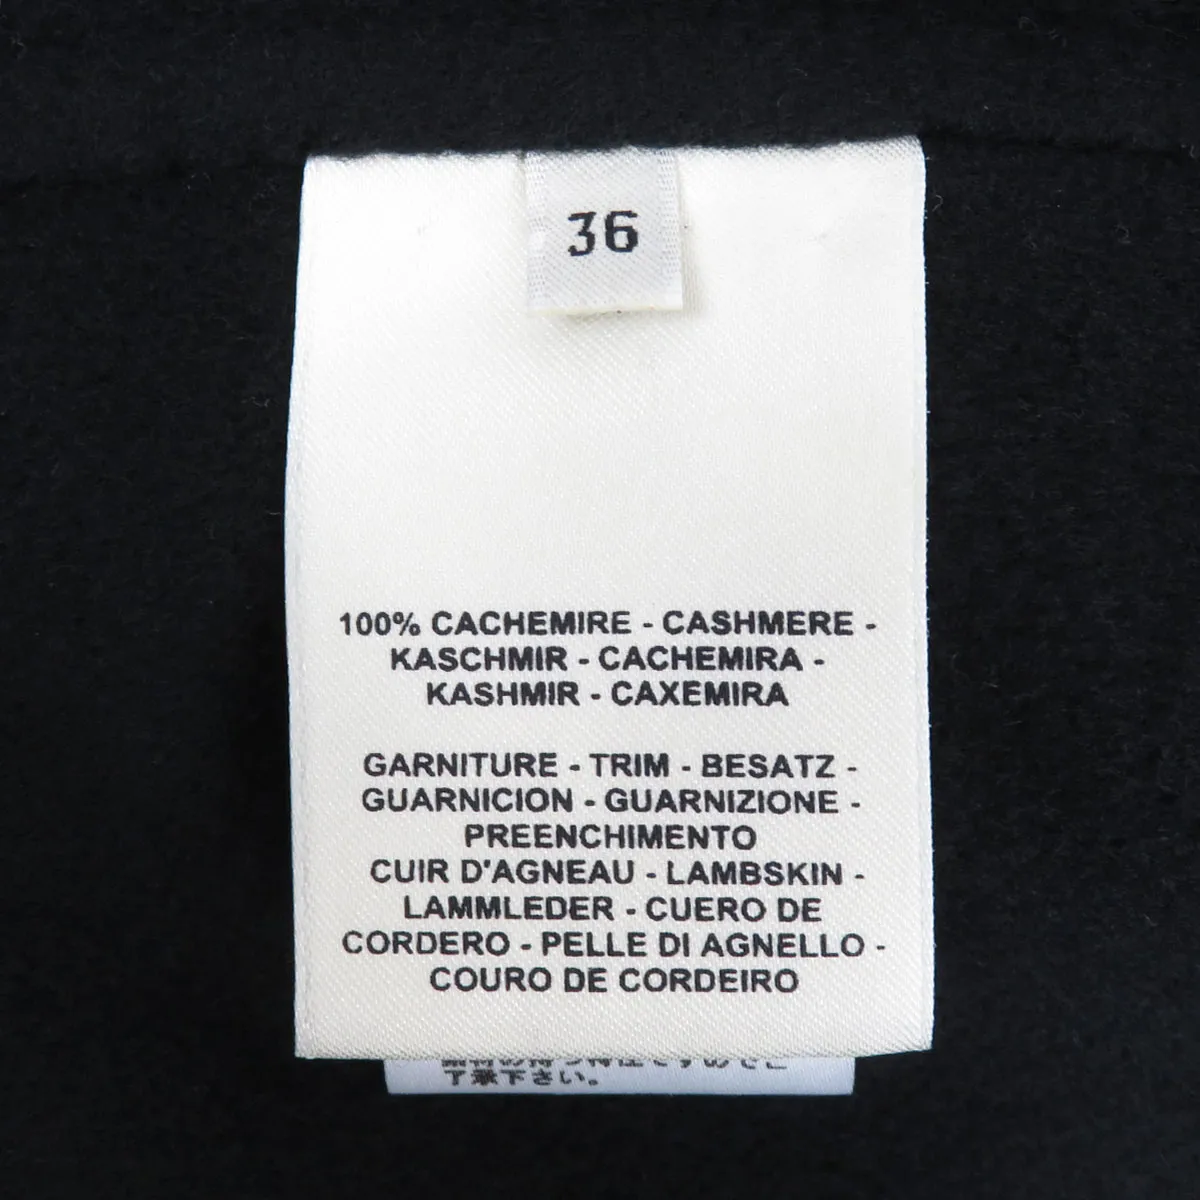 36
100% CACHEMIRE - CASHMERE -
KASCHMIR - CACHEMIRA -
KASHMIR - CAXEMIRA
GARNITURE - TRIM - BESATZ -
GUARNICION - GUARNIZIONE -
PREENCHIMENTO
CUIR D'AGNEAU - LAMBSKIN -
LAMMLEDER - CUERO DE
CORDERO - PELLE DI AGNELLO -
COURO DE CORDEIRO
了承下さい。